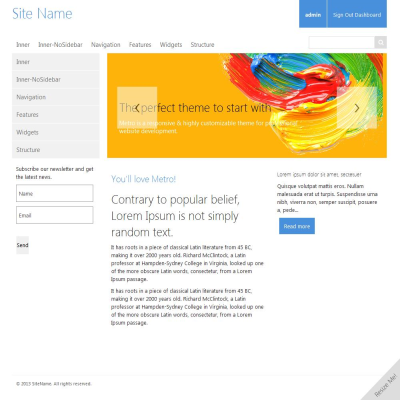 Site Name
admin
Sign Out Dashboard
Inner Inner-NoSidebar Navigation Features Widgets Structure
Inner
Inner-NoSidebar
Navigation
Features
Widgets
Structure
The perfect theme to start with
Metro is a responsive & highly customizable theme for
website development.
Subscribe our newsletter and get
the latest news.
Name
Email
Send
You'll love Metro!
Contrary to popular belief,
Lorem Ipsum is not simply
random text.
It has roots in a piece of classical Latin literature from 45 BC,
making it over 2000 years old. Richard McClintock, a Latin
professor at Hampden-Sydney College in Virginia, looked up one
of the more obscure Latin words, consectetur, from a Lorem
Ipsum passage.
It has roots in a piece of classical Latin literature from 45 BC,
making it over 2000 years old. Richard McClintock, a Latin
professor at Hampden-Sydney College in Virginia, looked up one
of the more obscure Latin words, consectetur, from a Lorem
Ipsum passage.
Lorem ipsum dolor sit amet, sectetuer!
Quisque volutpat mattis eros. Nullam
malesuada erat ut turpis. Suspendisse urna
nibh, viverra non, semper suscipit, posuere
a, pede...
Read more
© 2015 SiteName. All rights reserved.
Resize Me!